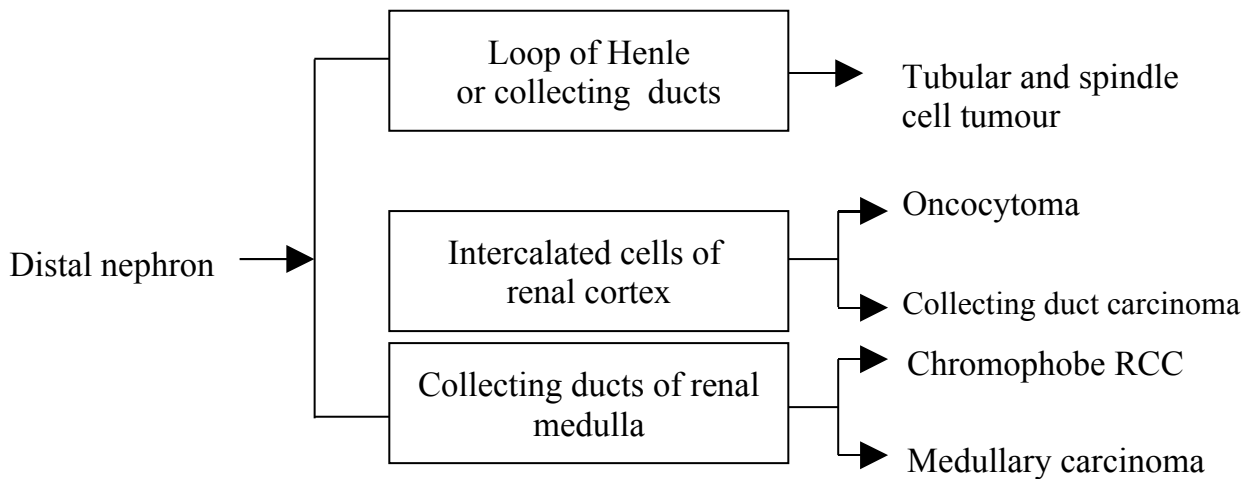 Distal nephron
Loop of Henle
or collecting ducts
Tubular and spindle
cell tumour
Intercalated cells of
renal cortex
Oncocytoma
Collecting duct carcinoma
Collecting ducts of renal
medulla
Chromophobe RCC
Medullary carcinoma